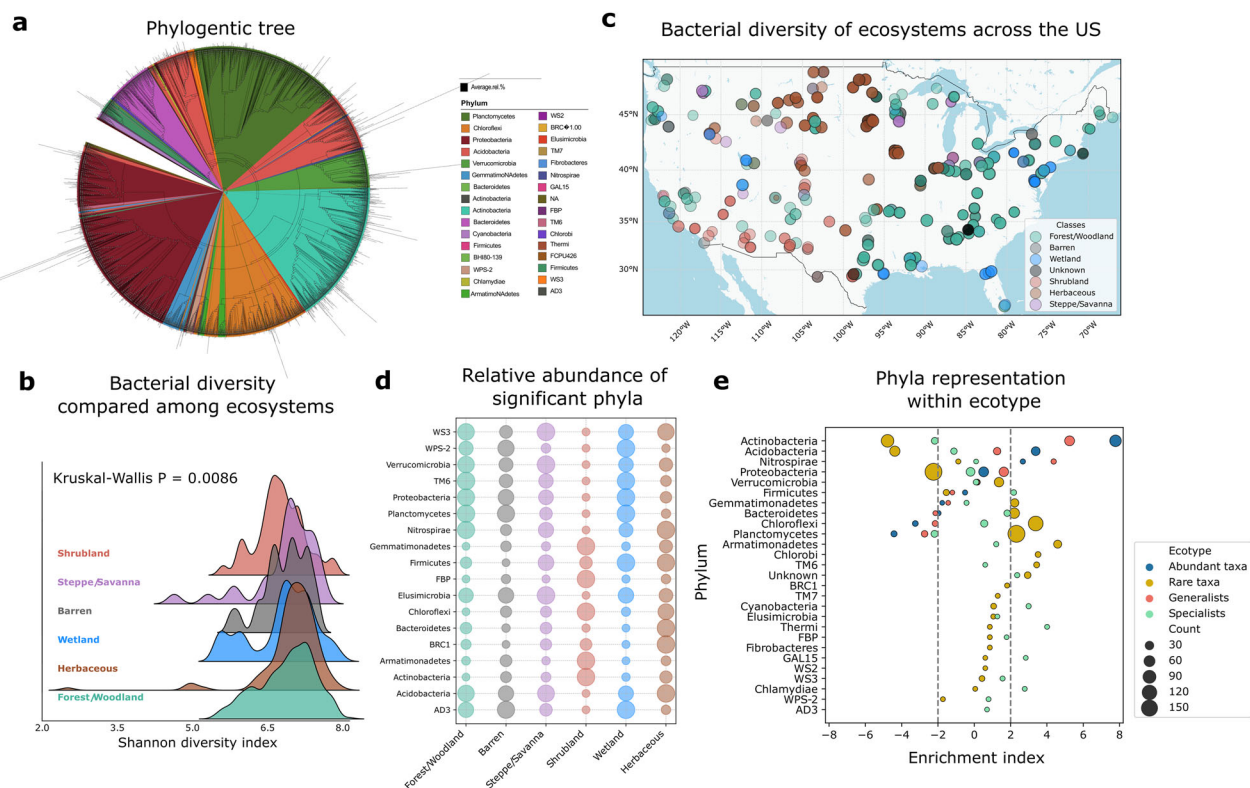 a
Phylogentic tree
Average.rel.%
Phylum
Planctomycetes
Chloroflexi
Proteobacteria
Acidobacteria
Verrucomicrobia
GemmatimoNAdetes
Bacteroidetes
Actinobacteria
Actinobacteria
Bacteroidetes
Cyanobacteria
Firmicutes
BHI80-139
WPS-2
Chlamydiae
ArmatimoNAdetes
WS2
BRC�1.00
Elusimicrobia
TM7
Fibrobacteres
Nitrospirae
GAL15
NA
FBP
TM6
Chlorobi
Thermi
FCPU426
Firmicutes
WS3
AD3
c
Bacterial diversity of ecosystems across the US
45°N
40°N
35°N
30°N
120°W
115°W
110°W
105°W
100°W
95°W
90°W
85°W
80°W
75°W
70°W
Classes
Forest/Woodland
Barren
Wetland
Unknown
Shrubland
Herbaceous
Steppe/Savanna
b
Bacterial diversity
compared among ecosystems
Kruskal-Wallis P = 0.0086
Shrubland
Steppe/Savanna
Barren
Wetland
Herbaceous
Forest/Woodland
2.0
3.5
5.0
6.5
8.0
Shannon diversity index
d
Relative abundance of
significant phyla
WS3
WPS-2
Verrucomicrobia
TM6
Proteobacteria
Planctomycetes
Nitrospirae
Gemmatimonadetes
Firmicutes
FBP
Elusimicrobia
Chloroflexi
Bacteroidetes
BRC1
Armatimonadetes
Actinobacteria
Acidobacteria
AD3
Forest/Woodland
Barren
Steppe/Savanna
Shrubland
Wetland
Herbaceous
e
Phyla representation
within ecotype
Phylum
Actinobacteria
Acidobacteria
Nitrospirae
Proteobacteria
Verrucomicrobia
Firmicutes
Gemmatimonadetes
Bacteroidetes
Chloroflexi
Planctomycetes
Armatimonadetes
Chlorobi
TM6
Unknown
BRC1
TM7
Cyanobacteria
Elusimicrobia
Thermi
FBP
Fibrobacteres
GAL15
WS2
WS3
Chlamydiae
WPS-2
AD3
−8
−6
−4
−2
0
2
4
6
8
Enrichment index
Ecotype
Abundant taxa
Rare taxa
Generalists
Specialists
Count
30
60
90
120
150